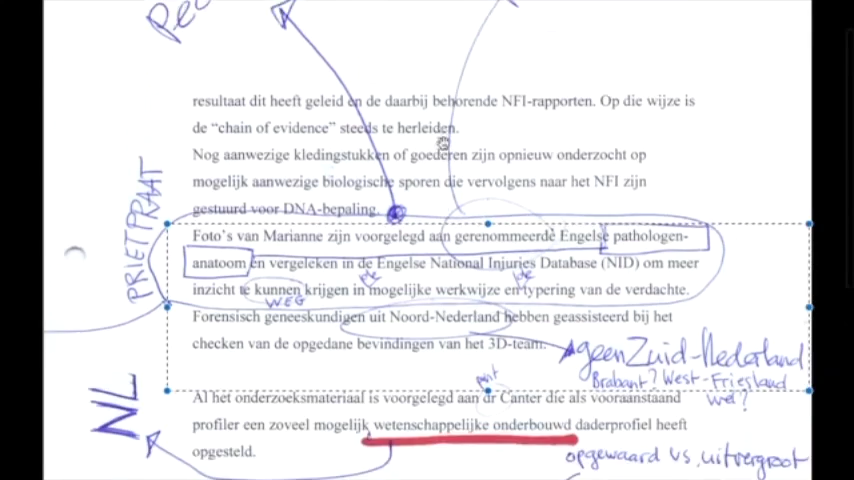 resultaat dit heeft geleid en de daarbij behorende NFI-rapporten. Op die wijze is
de “chain of evidence” steeds te herleiden.
Nog aanwezige kledingstukken of goederen zijn opnieuw onderzocht op
mogelijk aanwezige biologische sporen die vervolgens naar het NFI zijn
gestuurd voor DNA-bepaling.
PRIETPRAAT
Foto's van Marianne zijn voorgelegd aan gerenommeerde Engelse pathologen-
anatoom en vergeleken in de Engelse National Injuries Database (NID) om meer
inzicht te kunnen krijgen in mogelijke werkwijze en typering van de verdachte.
WEG
de
de
Forensisch geneeskundigen uit Noord-Nederland hebben geassisteerd bij het
checken van de opgedane bevindingen van het 3D-team.
geen Zuid-Nederland
Brabant? West-Friesland
wel?
NL
Al het onderzoeksmateriaal is voorgelegd aan dr Canter die als vooraanstaand
profiler een zoveel mogelijk wetenschappelijke onderbouwd daderprofiel heeft
opgesteld.
opgewaard vs. uitvergroot